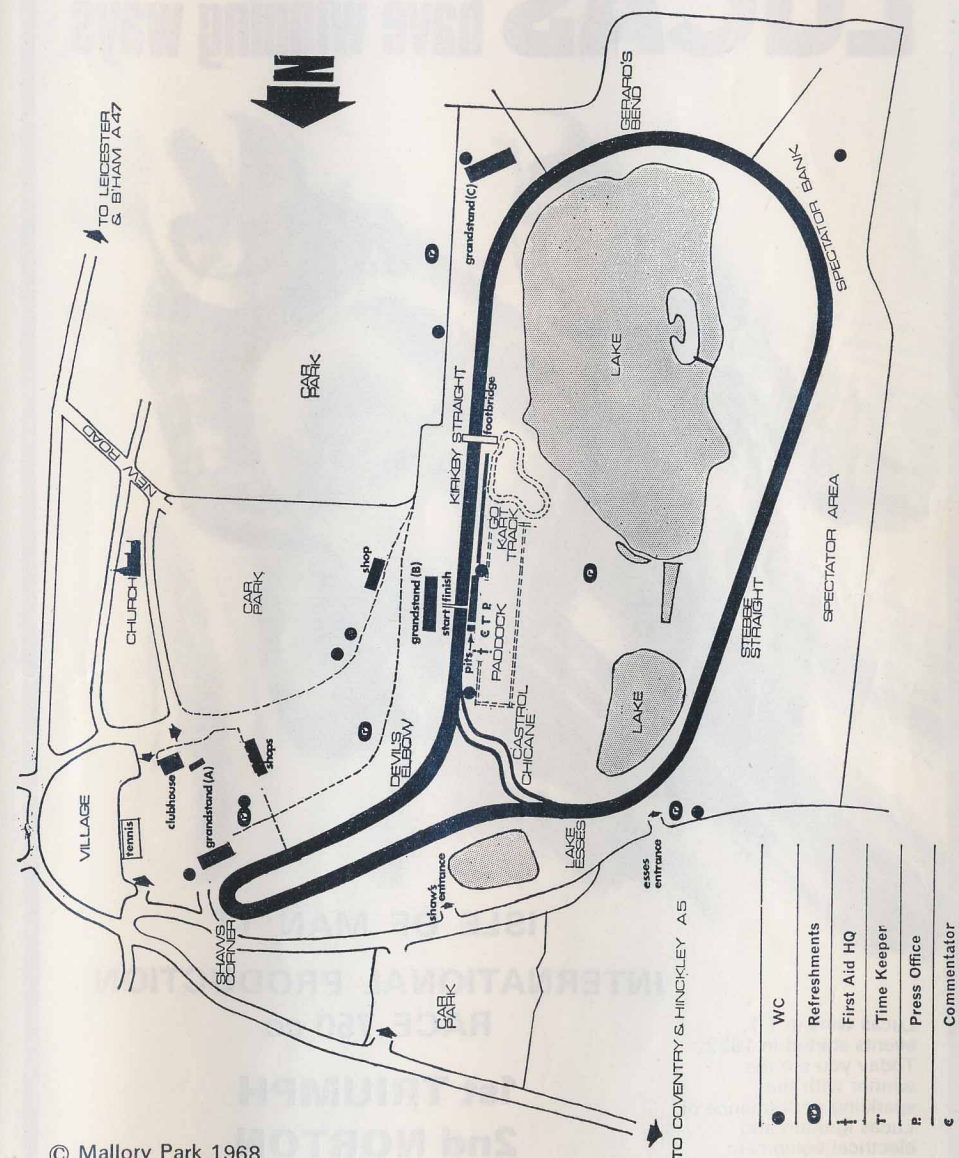 TO LEICESTER
& B'HAM A47
N
GERARD'S
BEND
SPECTATOR BANK
grandstand (C)
CAR
PARK
KIRKBY STRAIGHT
footbridge
LAKE
NEW ROAD
CHURCH
CAR
PARK
shop
grandstand (B)
start finish
GO
KART
TRACK
pits
† c T P.
PADDOCK
SPECTATOR AREA
STEBBE
STRAIGHT
VILLAGE
tennis
clubhouse
grandstand (A)
shops
DEVIL'S
ELBOW
CASTROL
CHICANE
LAKE
SHAWS
CORNER
shaw's
entrance
LAKE
ESSES
esses
entrance
CAR
PARK
TO COVENTRY & HINCKLEY A5
WC
Refreshments
† First Aid HQ
T Time Keeper
P. Press Office
c Commentator
© Mallory Park 1968
have winning ways
ISLE OF MAN
INTERNATIONAL PRODUCTION
RACE 750
1st TRIUMPH
2nd NORTON